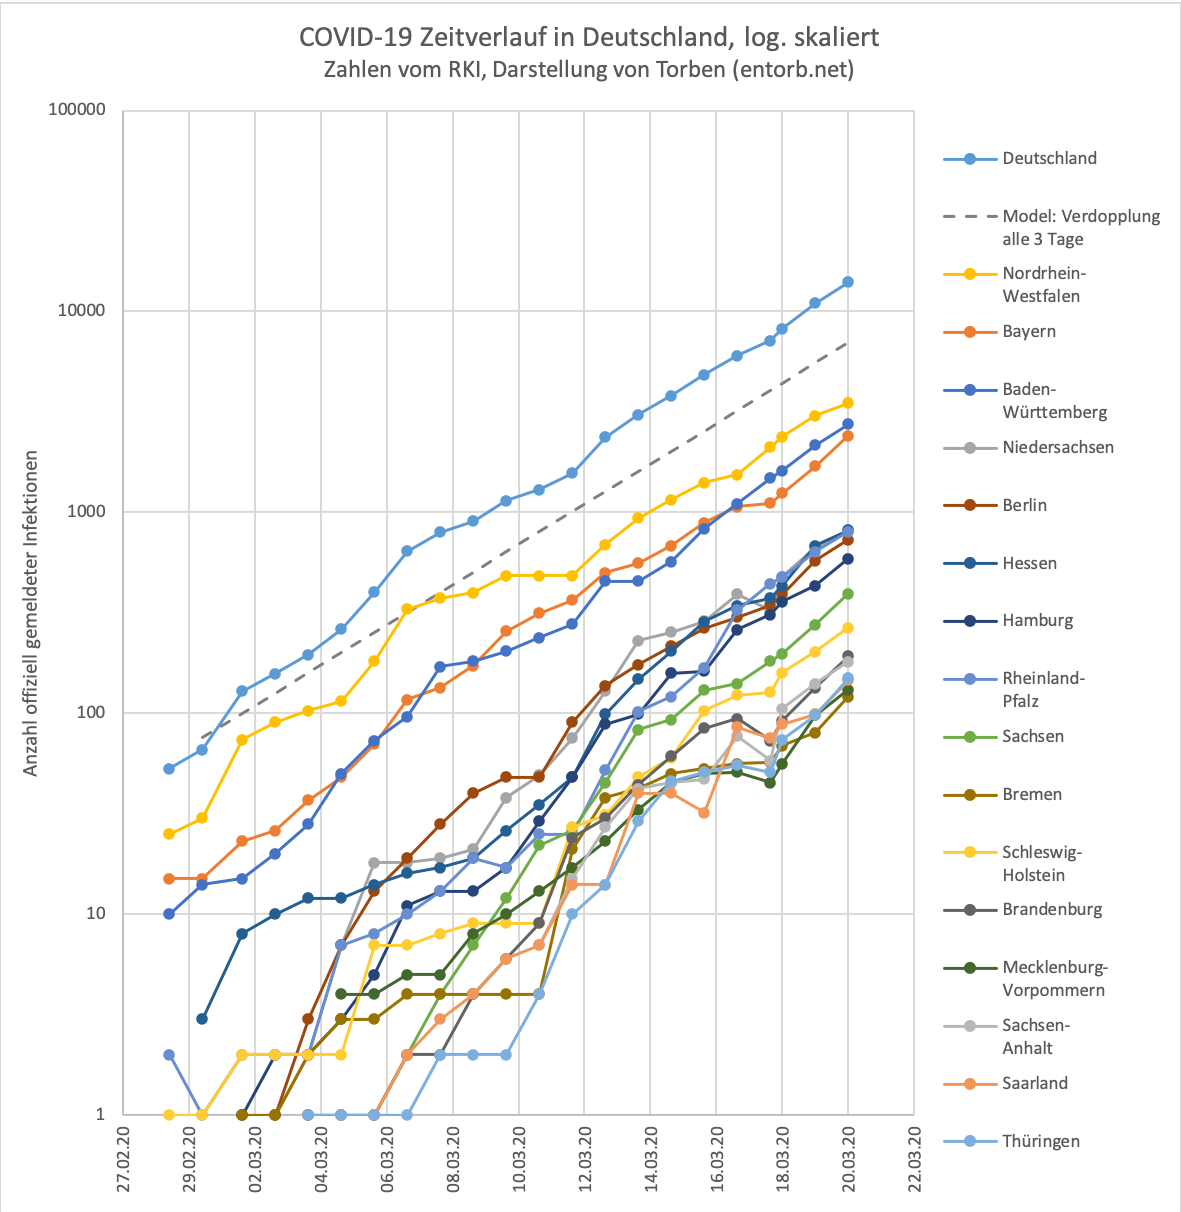 COVID-19 Zeitverlauf in Deutschland, log. skaliert
Zahlen vom RKI, Darstellung von Torben (entorb.net)
Anzahl offiziell gemeldeter Infektionen
100000
10000
1000
100
10
1
27.02.20
29.02.20
02.03.20
04.03.20
06.03.20
08.03.20
10.03.20
12.03.20
14.03.20
16.03.20
18.03.20
20.03.20
22.03.20
Deutschland
Model: Verdopplung
alle 3 Tage
Nordrhein-
Westfalen
Bayern
Baden-
Württemberg
Niedersachsen
Berlin
Hessen
Hamburg
Rheinland-
Pfalz
Sachsen
Bremen
Schleswig-
Holstein
Brandenburg
Mecklenburg-
Vorpommern
Sachsen-
Anhalt
Saarland
Thüringen